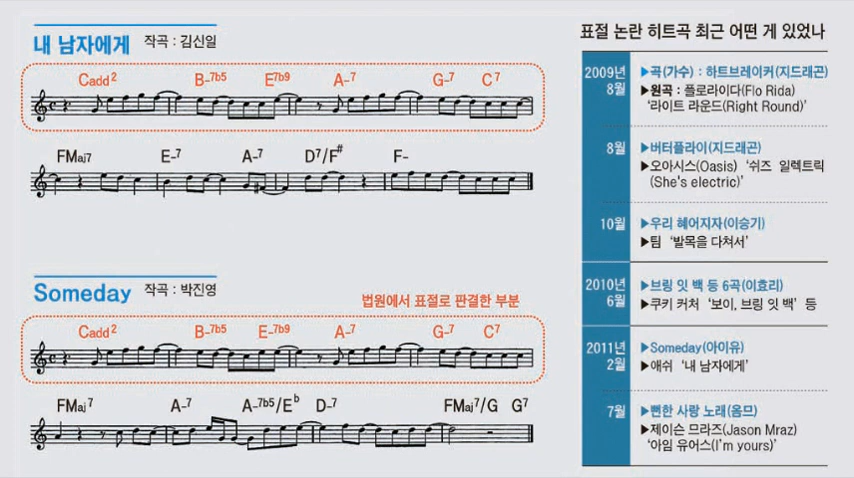 내 남자에게 작곡 : 김신일
Cadd2 B-7b5 E7b9 A-7 G-7 C7
FMaj7 E-7 A-7 D7/F# F-
Someday 작곡 : 박진영
법원에서 표절로 판결한 부분
Cadd2 B-7b5 E-7b9 A-7 G-7 C7
FMaj7 A-7 A-7b5/Eb D-7 FMaj7/G G7
표절 논란 히트곡 최근 어떤 게 있었나
2009년 ▶곡(가수) : 하트브레이커(지드래곤)
8월 ▶원곡 : 플로라이다(Flo Rida)
‘라이트 라운드(Right Round)’
8월 ▶버터플라이(지드래곤)
▶오아시스(Oasis) ‘쉬즈 일렉트릭
(She's electric)’
10월 ▶우리 헤어지자(이승기)
▶팀 ‘발목을 다쳐서’
2010년 ▶브링 잇 백 등 6곡(이효리)
6월 ▶쿠키 커처 ‘보이, 브링 잇 백’ 등
2011년 ▶Someday(아이유)
2월 ▶애쉬 ‘내 남자에게’
7월 ▶뻔한 사랑 노래(옴므)
▶제이슨 므라즈(Jason Mraz)
‘아임 유어스(I'm yours)’